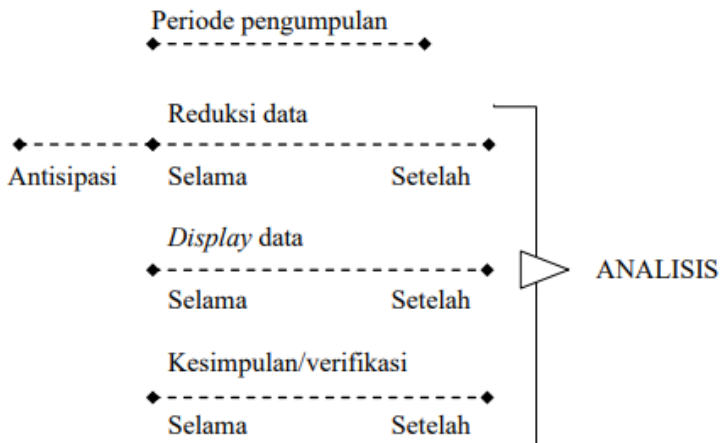 Periode pengumpulan
Reduksi data
Antisipasi Selama Setelah
Display data
Selama Setelah
ANALISIS
Kesimpulan/verifikasi
Selama Setelah